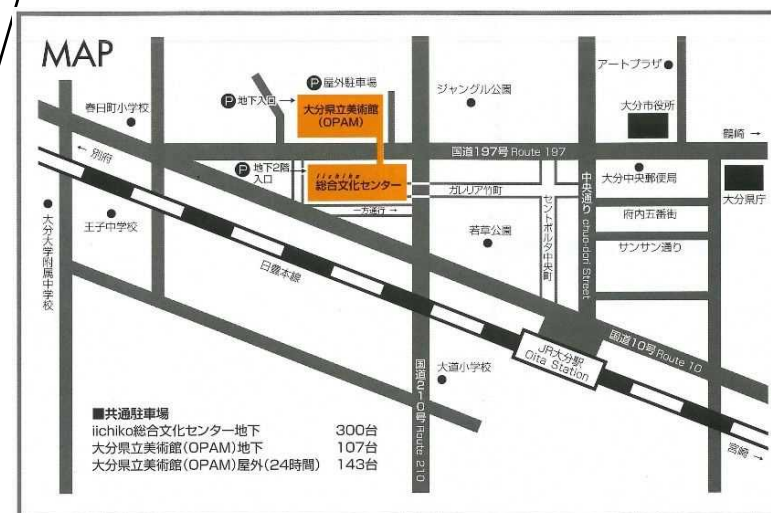 MAP
屋外駐車場
アートプラザ
ジャングル公園
地下入口→
大分県立美術館
(OPAM)
春日町小学校
大分市役所
鶴崎→
←別府
国道197号 Route 197
地下2階
入口
iichiko
総合文化センター
ガレリア竹町
大分中央郵便局
大分県庁
一方通行→
府内五番街
サンサン通り
王子中学校
若草公園
セントポルタ中央町
中央通り chuo-dori Street
大分大学附属中学校
日豊本線
国道10号 Route 10
JR大分駅
Oita Station
大道小学校
国道210号 Route 210
宮崎→
■共通駐車場
iichiko総合文化センター地下 300台
大分県立美術館(OPAM)地下 107台
大分県立美術館(OPAM)屋外(24時間) 143台